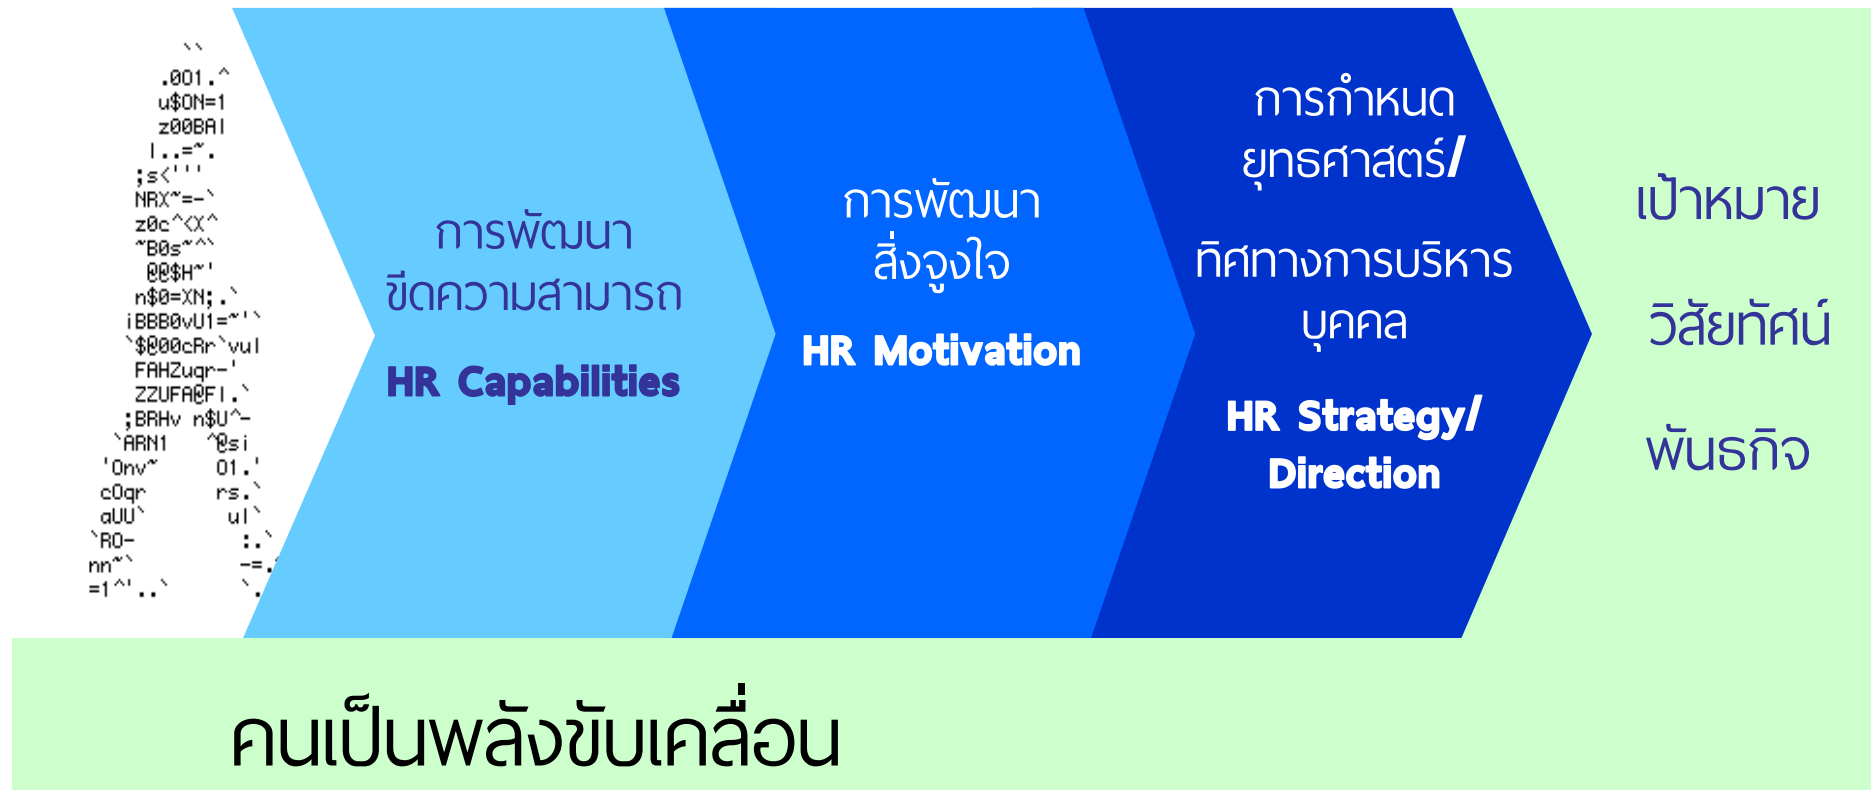 การพัฒนา
ขีดความสามารถ
HR Capabilities
การพัฒนา
สิ่งจูงใจ
HR Motivation
การกำหนด
ยุทธศาสตร์/
ทิศทางการบริหาร
บุคคล
HR Strategy/
Direction
เป้าหมาย
วิสัยทัศน์
พันธกิจ
คนเป็นพลังขับเคลื่อน